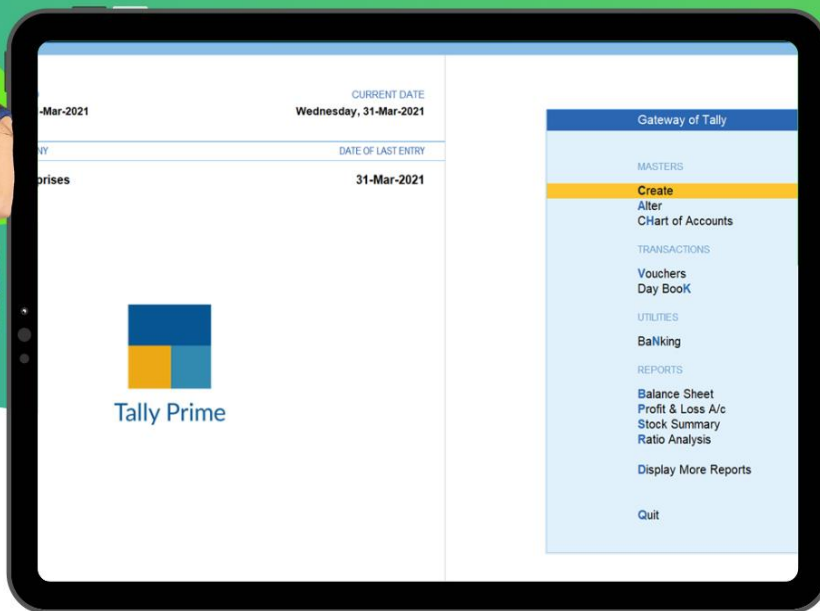 CURRENT DATE
-Mar-2021
Wednesday, 31-Mar-2021
NY
DATE OF LAST ENTRY
prises
31-Mar-2021
Tally Prime
Gateway of Tally
MASTERS
Create
Alter
CHart of Accounts
TRANSACTIONS
Vouchers
Day BooK
UTILITIES
BaNking
REPORTS
Balance Sheet
Profit & Loss A/c
Stock Summary
Ratio Analysis
Display More Reports
Quit